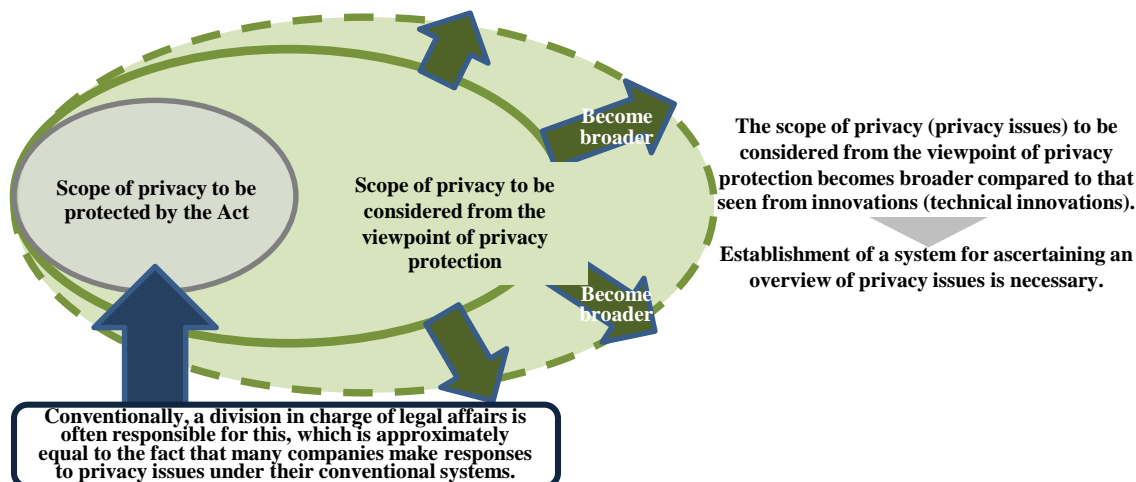 Become
broader
Scope of privacy to be
protected by the Act
Scope of privacy to be
considered from the
viewpoint of privacy
protection
Become
broader
The scope of privacy (privacy issues) to be
considered from the viewpoint of privacy
protection becomes broader compared to that
seen from innovations (technical innovations).
Establishment of a system for ascertaining an
overview of privacy issues is necessary.
Conventionally, a division in charge of legal affairs is
often responsible for this, which is approximately
equal to the fact that many companies make responses
to privacy issues under their conventional systems.